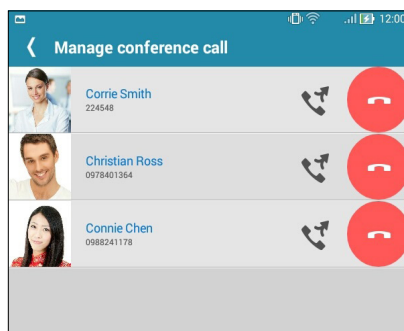 12:00
Manage conference call
Corrie Smith
224548
Christian Ross
0978401364
Connie Chen
0988241178